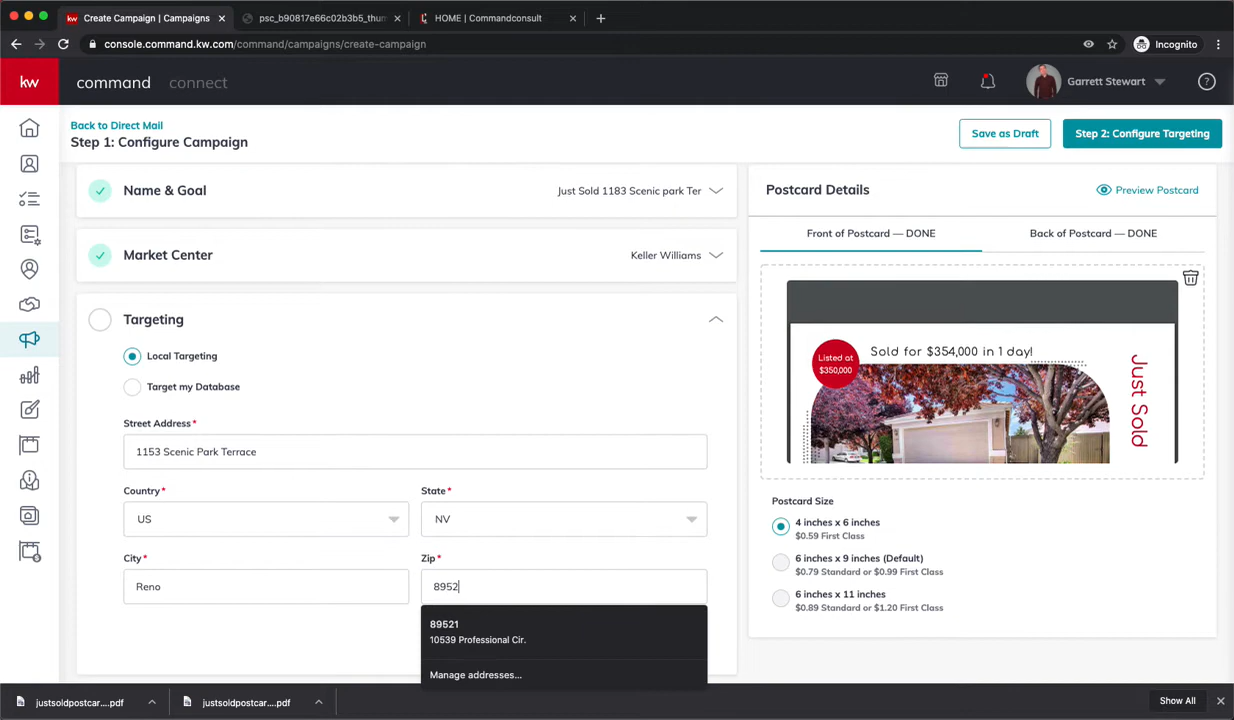 Create Campaign | Campaigns
psc_b90817e66c02b3b5_thum
HOME | Commandconsult
console.command.kw.com/command/campaigns/create-campaign
Incognito
kw
command
connect
Garrett Stewart
?
Back to Direct Mail
Step 1: Configure Campaign
Save as Draft
Step 2: Configure Targeting
Name & Goal
Just Sold 1183 Scenic park Ter
Market Center
Keller Williams
Targeting
Local Targeting
Target my Database
Street Address*
1153 Scenic Park Terrace
Country*
State*
US
NV
City*
Zip*
Reno
8952
89521
10539 Professional Cir.
Manage addresses...
Postcard Details
Preview Postcard
Front of Postcard — DONE
Back of Postcard — DONE
Listed at
$350,000
Sold for $354,000 in 1 day!
Just Sold
Postcard Size
4 inches x 6 inches
$0.59 First Class
6 inches x 9 inches (Default)
$0.79 Standard or $0.99 First Class
6 inches x 11 inches
$0.89 Standard or $1.20 First Class
justsoldpostcar....pdf
justsoldpostcar....pdf
Show All